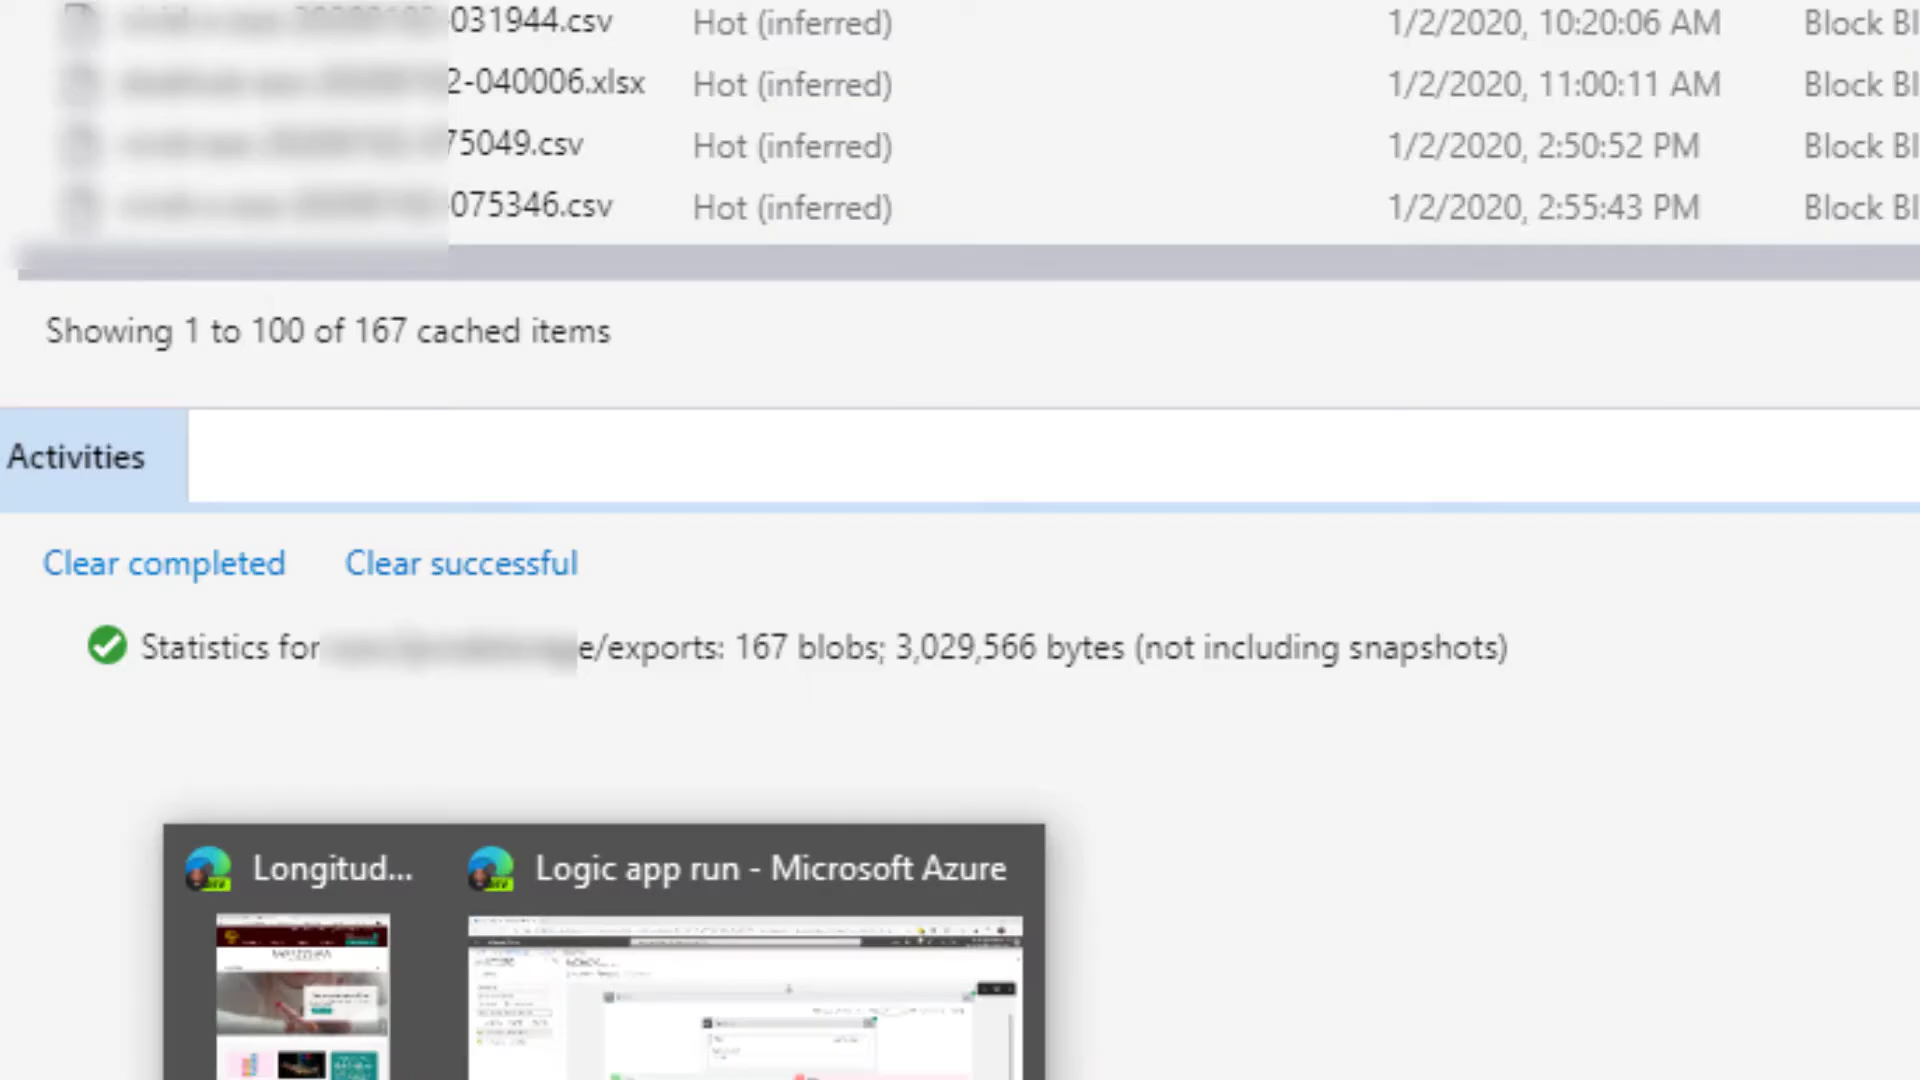 -031944.csv Hot (inferred) 1/2/2020, 10:20:06 AM Block Bl
2-040006.xlsx Hot (inferred) 1/2/2020, 11:00:11 AM Block Bl
75049.csv Hot (inferred) 1/2/2020, 2:50:52 PM Block Bl
-075346.csv Hot (inferred) 1/2/2020, 2:55:43 PM Block Bl
Showing 1 to 100 of 167 cached items
Activities
Clear completed Clear successful
Statistics for e/exports: 167 blobs; 3,029,566 bytes (not including snapshots)
Longitud... Logic app run - Microsoft Azure